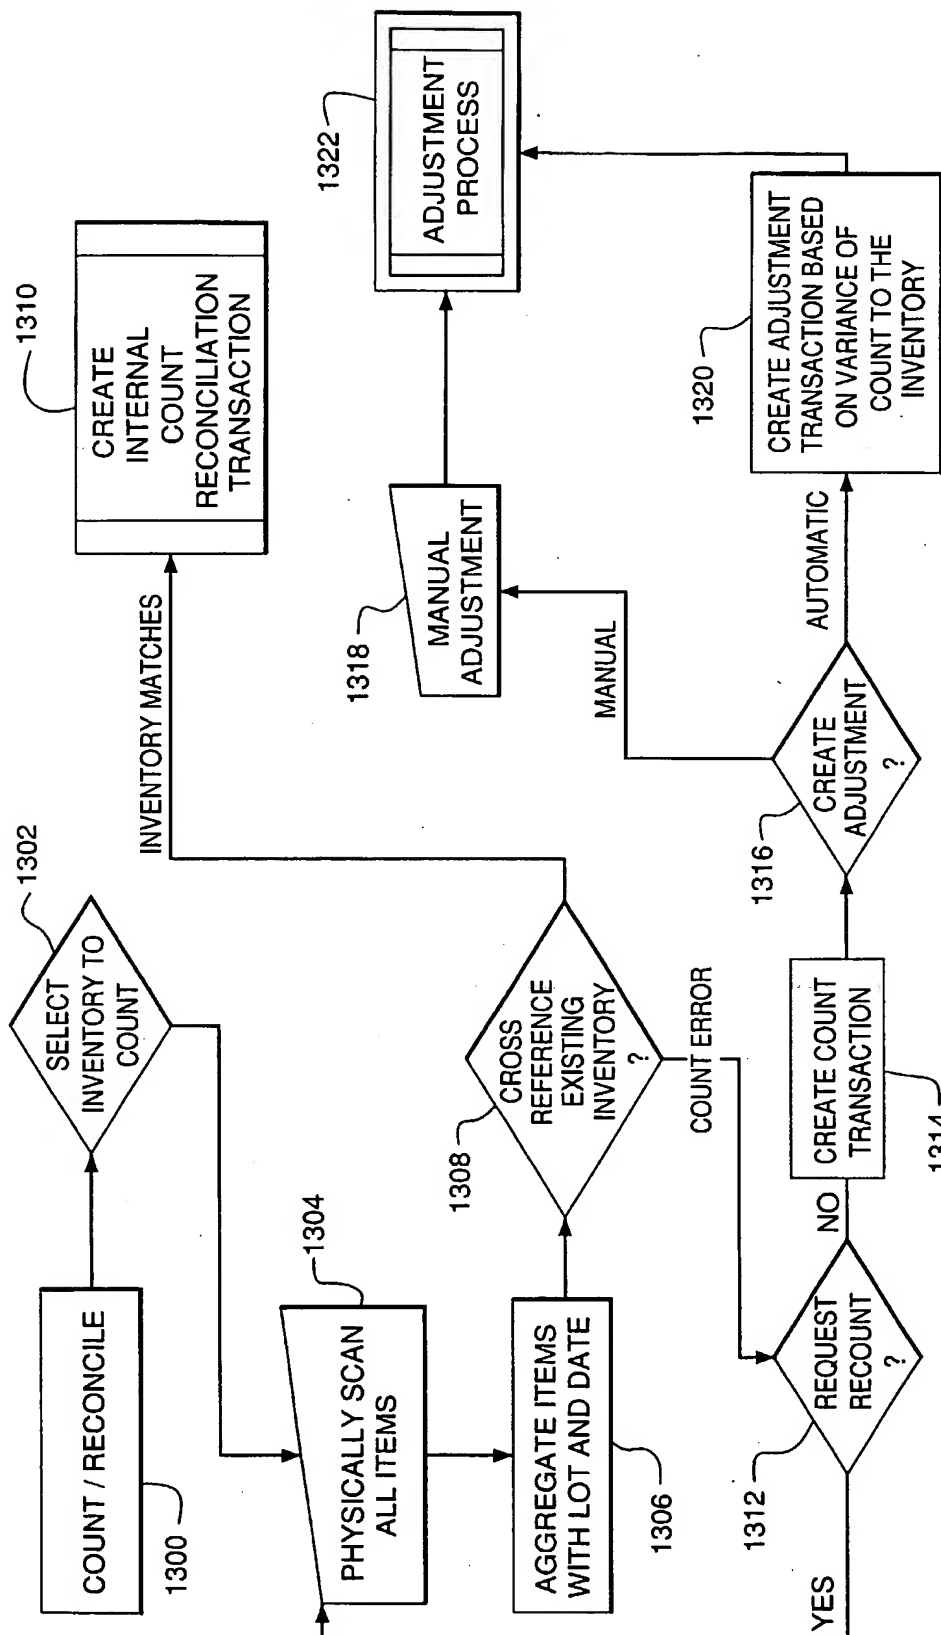 COUNT / RECONCILE
1300
SELECT
INVENTORY TO
COUNT
1302
PHYSICALLY SCAN
ALL ITEMS
1304
AGGREGATE ITEMS
WITH LOT AND DATE
1306
CROSS
REFERENCE
EXISTING
INVENTORY
?
1308
INVENTORY MATCHES
CREATE
INTERNAL
COUNT
RECONCILIATION
TRANSACTION
1310
COUNT ERROR
REQUEST
RECOUNT
?
1312
YES
NO
CREATE COUNT
TRANSACTION
1314
CREATE
ADJUSTMENT
?
1316
MANUAL
MANUAL
ADJUSTMENT
1318
AUTOMATIC
CREATE ADJUSTMENT
TRANSACTION BASED
ON VARIANCE OF
COUNT TO THE
INVENTORY
1320
ADJUSTMENT
PROCESS
1322